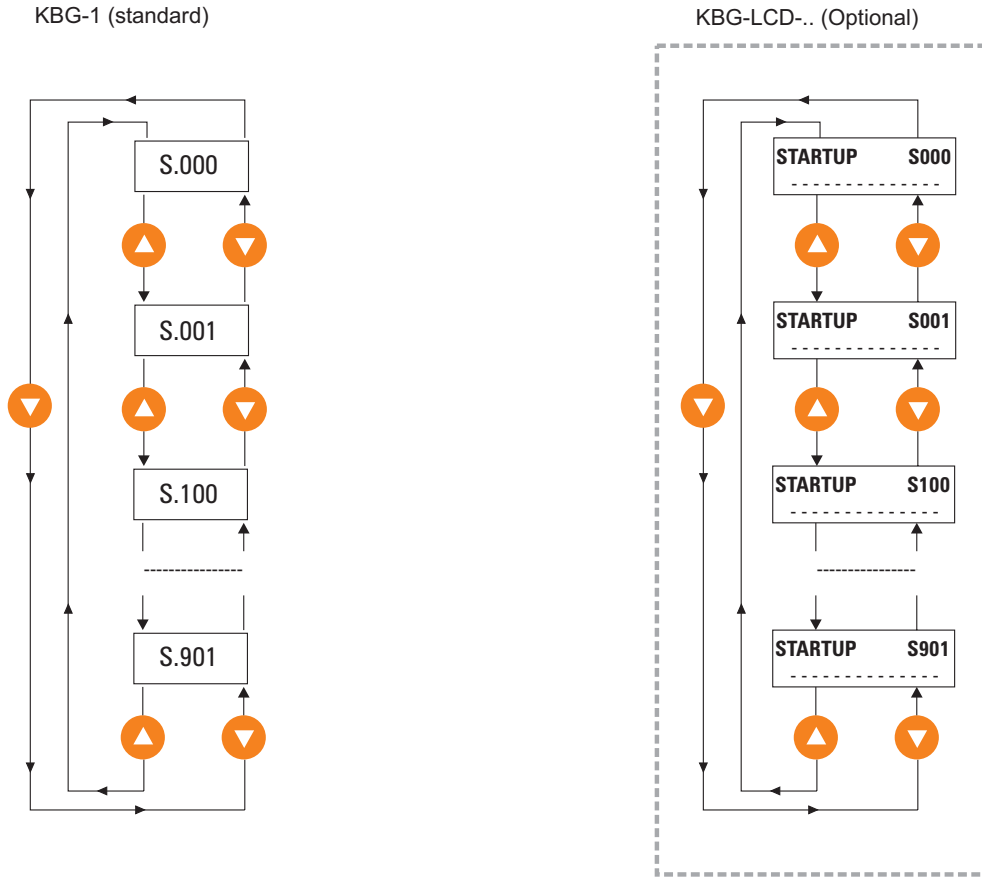 KBG-1 (standard)
S.000
S.001
S.100
----------------
S.901
KBG-LCD-.. (Optional)
STARTUP S000
- - - - - - - - - - - - - -
STARTUP S001
- - - - - - - - - - - - - -
STARTUP S100
- - - - - - - - - - - - - -
----------------
STARTUP S901
- - - - - - - - - - - - - -